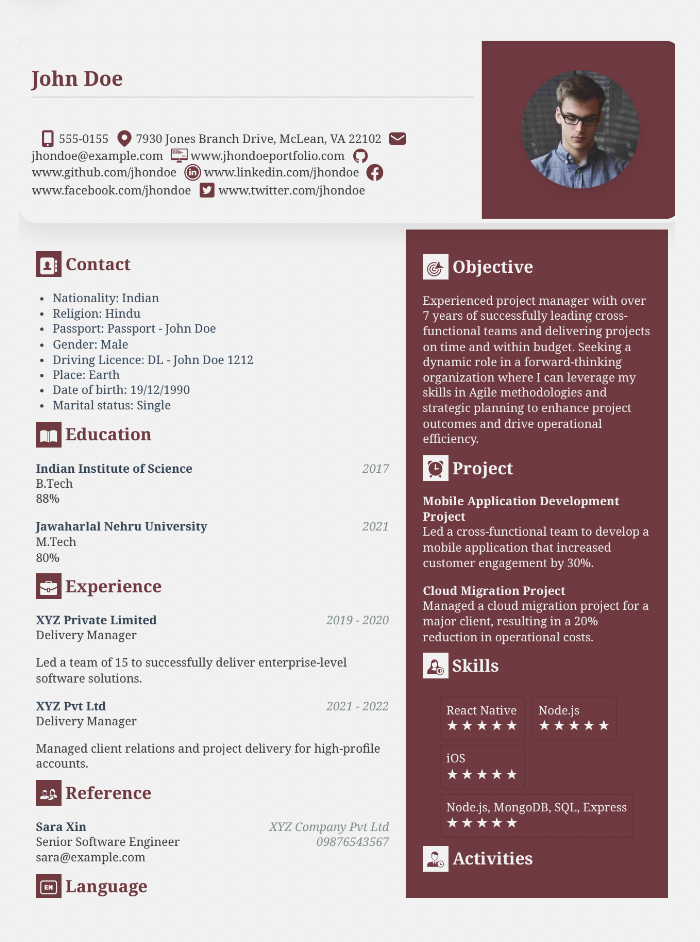 John Doe
555-0155 7930 Jones Branch Drive, McLean, VA 22102
jhondoe@example.com www.jhondoeportfolio.com
www.github.com/jhondoe www.linkedin.com/jhondoe
www.facebook.com/jhondoe www.twitter.com/jhondoe
Contact
• Nationality: Indian
• Religion: Hindu
• Passport: Passport - John Doe
• Gender: Male
• Driving Licence: DL - John Doe 1212
• Place: Earth
• Date of birth: 19/12/1990
• Marital status: Single
Education
Indian Institute of Science 2017
B.Tech
88%
Jawaharlal Nehru University 2021
M.Tech
80%
Experience
XYZ Private Limited 2019 - 2020
Delivery Manager
Led a team of 15 to successfully deliver enterprise-level
software solutions.
XYZ Pvt Ltd 2021 - 2022
Delivery Manager
Managed client relations and project delivery for high-profile
accounts.
Reference
Sara Xin XYZ Company Pvt Ltd
Senior Software Engineer 09876543567
sara@example.com
EN Language
Objective
Experienced project manager with over
7 years of successfully leading cross-
functional teams and delivering projects
on time and within budget. Seeking a
dynamic role in a forward-thinking
organization where I can leverage my
skills in Agile methodologies and
strategic planning to enhance project
outcomes and drive operational
efficiency.
Project
Mobile Application Development
Project
Led a cross-functional team to develop a
mobile application that increased
customer engagement by 30%.
Cloud Migration Project
Managed a cloud migration project for a
major client, resulting in a 20%
reduction in operational costs.
Skills
React Native Node.js
★★★★★ ★★★★★
iOS
★★★★★
Node.js, MongoDB, SQL, Express
★★★★★
Activities